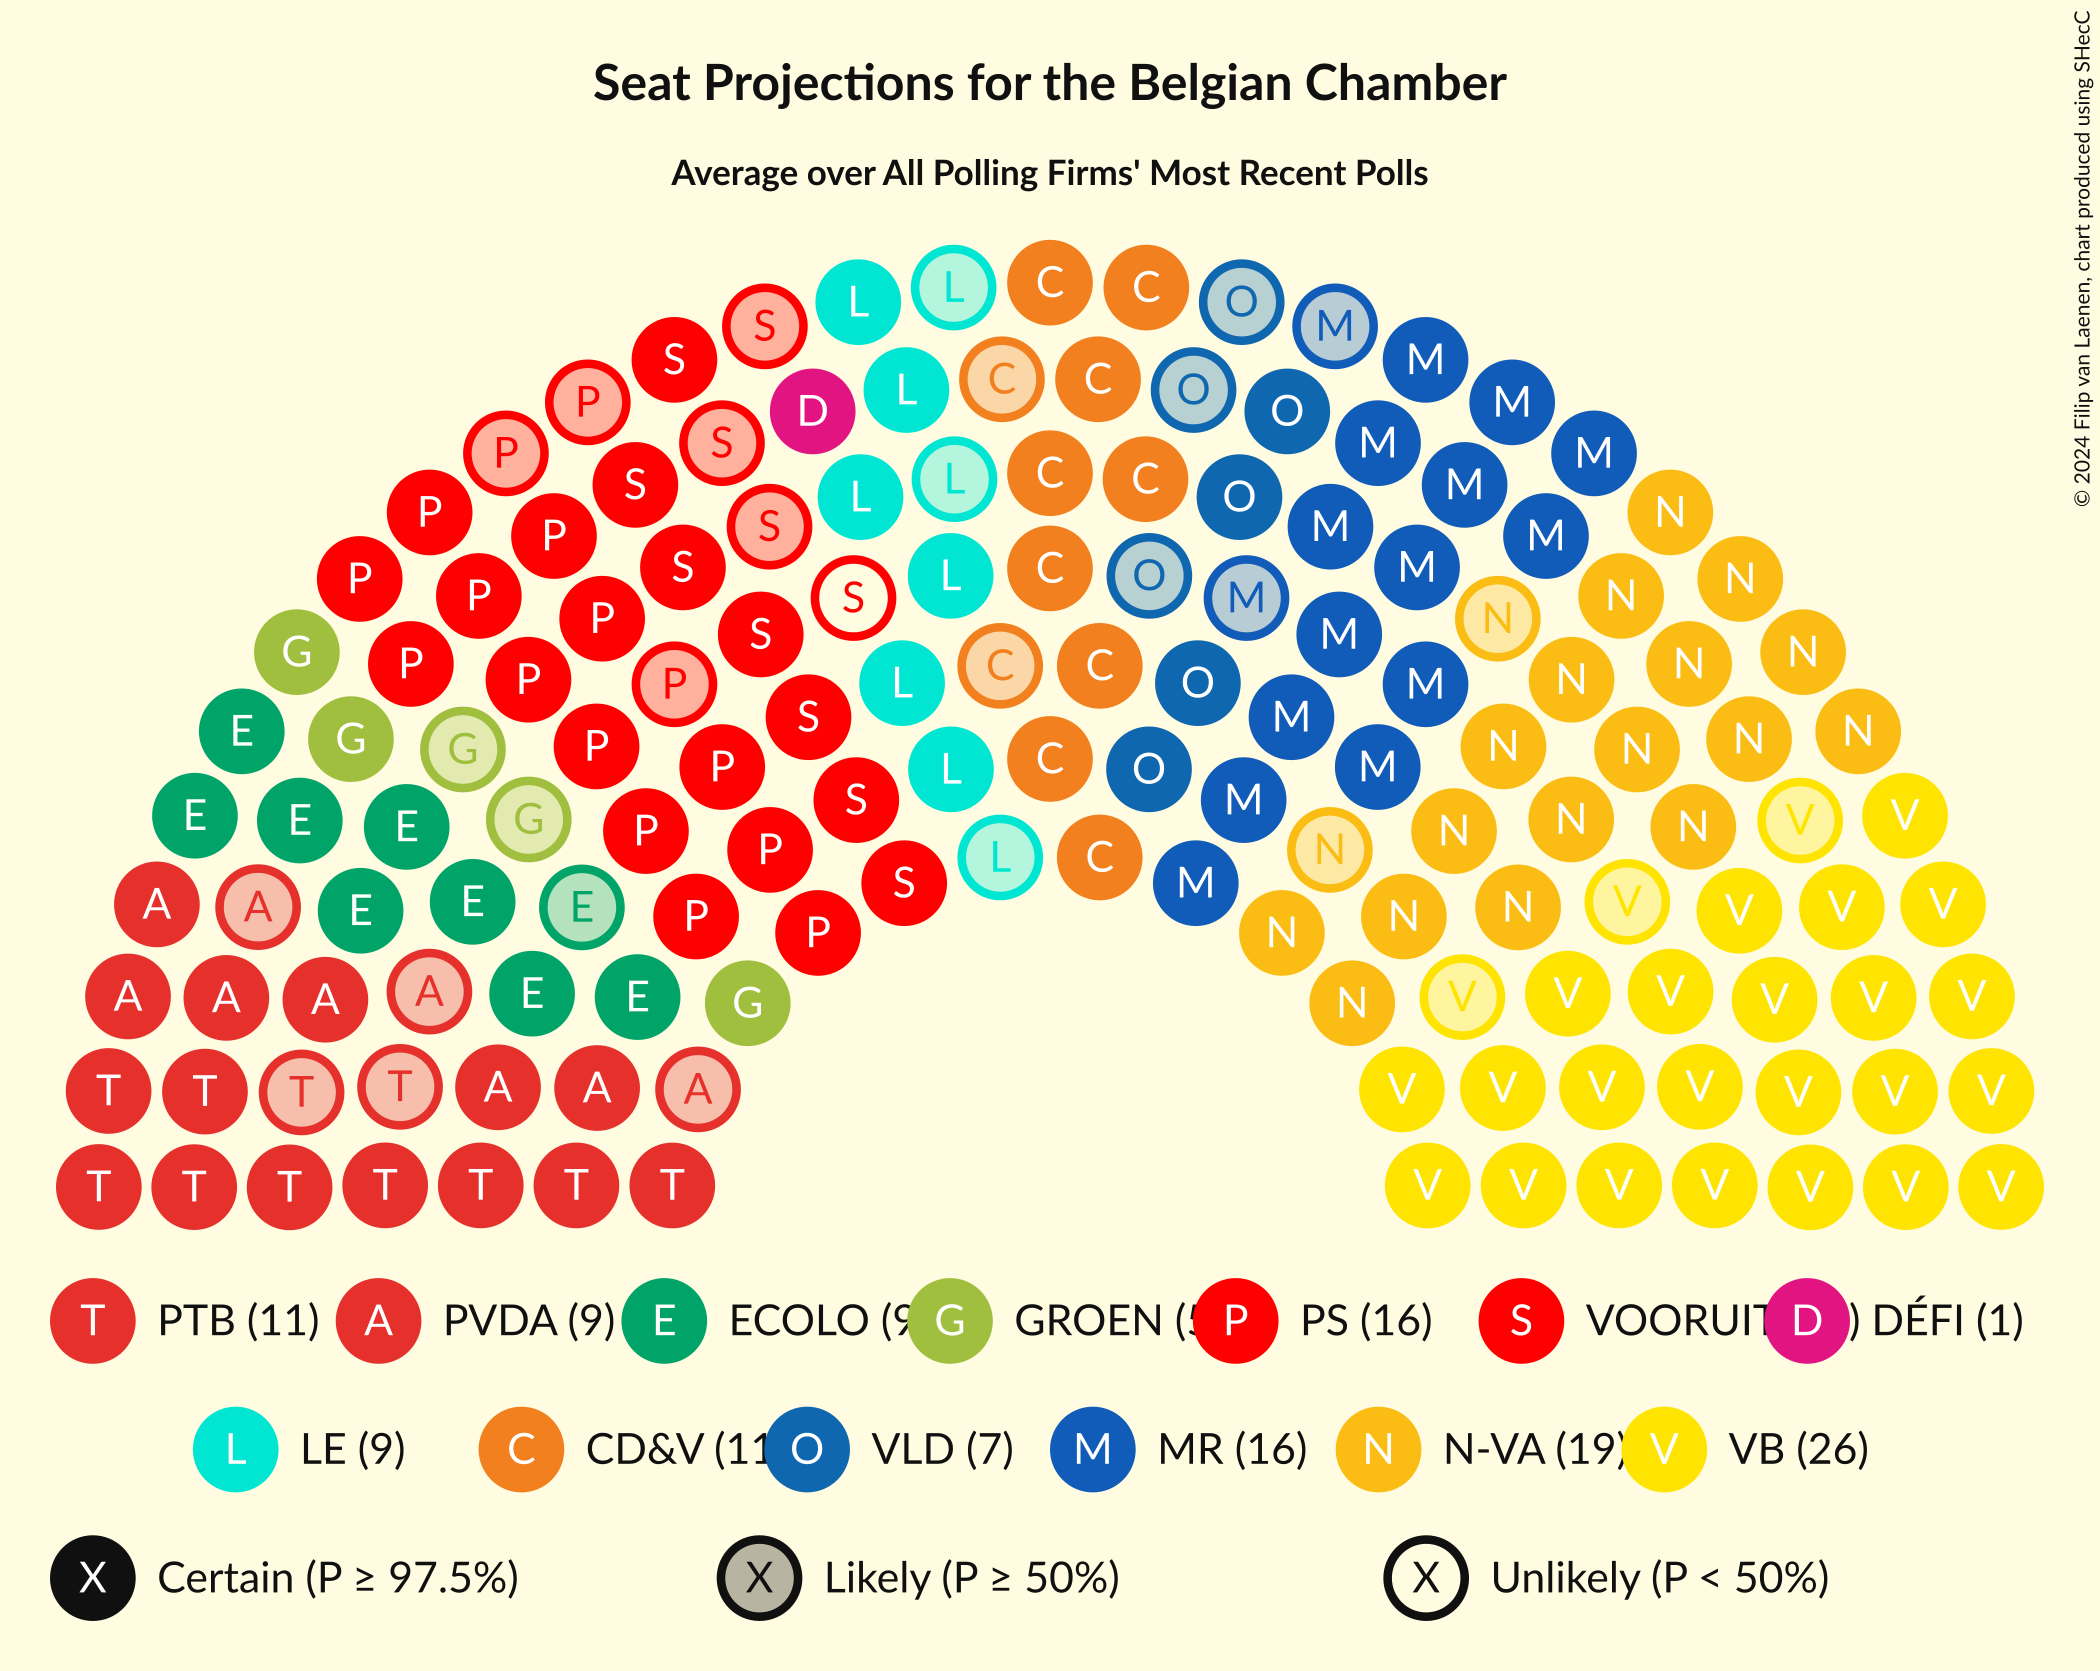 Seat Projections for the Belgian Chamber
Average over All Polling Firms' Most Recent Polls
© 2024 Filip van Laenen, chart produced using SHecC
L C C O M
S L M
S D L C C O O M M
P S M
P S S L L C C O M M M
P P S S L C O M M M N
P P P S S M N N N
G P P P S L C C O M M N N N
E G G P P S L C O M M N N N N
E E E G P P S L C M N N N N V V
A A E E E P P S N N N V V V V
A A A A E E G N V V V V V V
T T T T A A A V V V V V V V
T T T T T T T V V V V V V V
T PTB (11) A PVDA (9) E ECOLO (9 G GROEN (5 P PS (16) S VOORUIT D ) DÉFI (1)
L LE (9) C CD&V (11 O VLD (7) M MR (16) N N-VA (19) V VB (26)
X Certain (P ≥ 97.5%) X Likely (P ≥ 50%) X Unlikely (P < 50%)